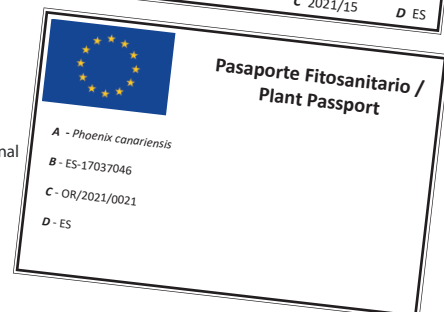 C 2021/15 D ES
Pasaporte Fitosanitario /
Plant Passport
A - Phoenix canariensis
nal
B - ES-17037046
C - OR/2021/0021
D - ES